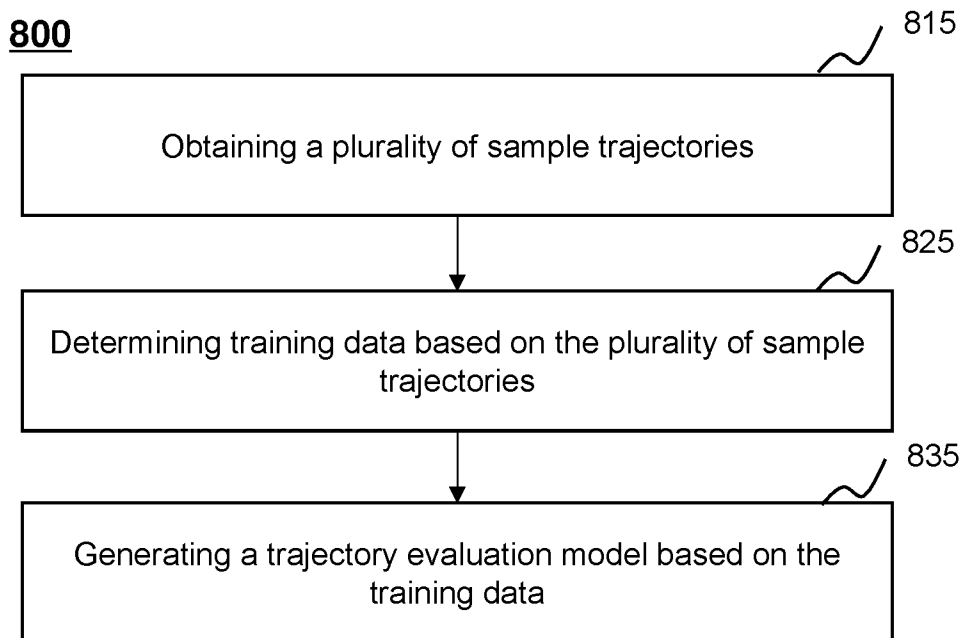 800
815
Obtaining a plurality of sample trajectories
825
Determining training data based on the plurality of sample
trajectories
835
Generating a trajectory evaluation model based on the
training data